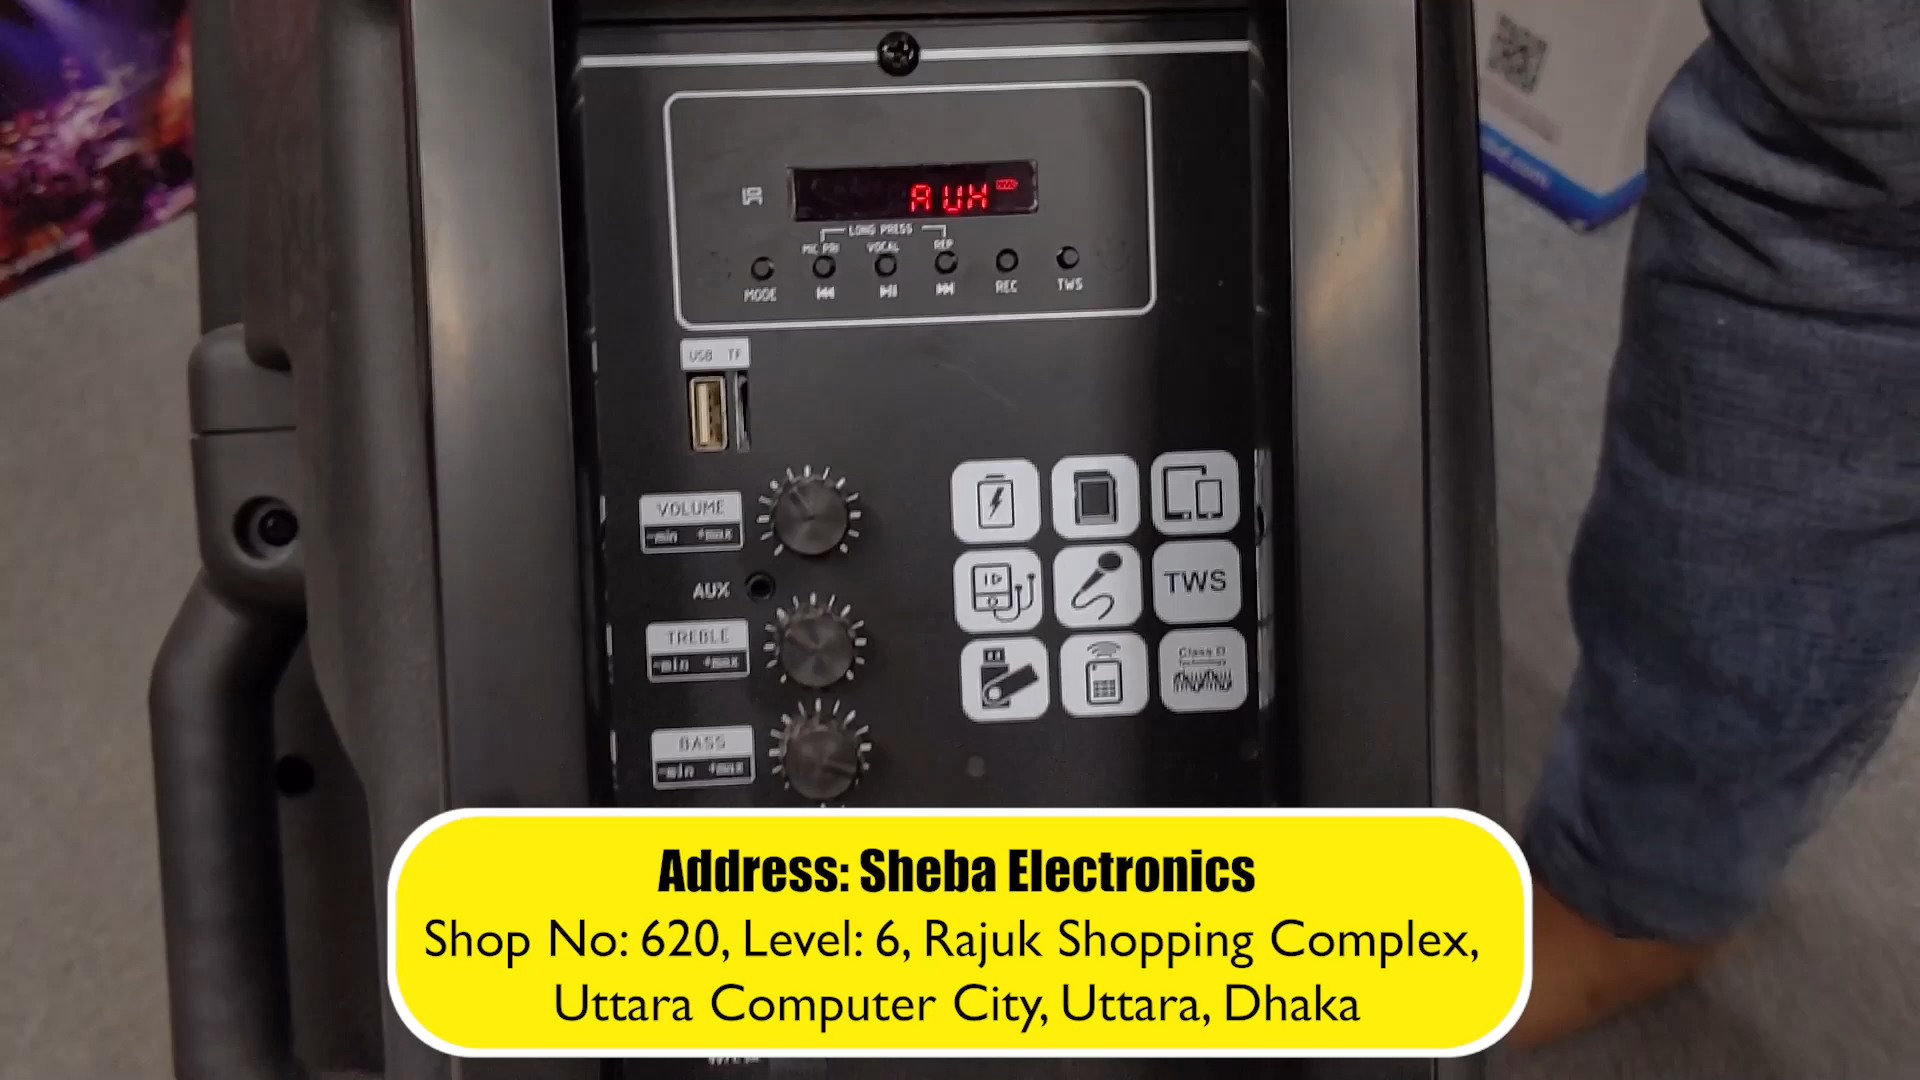 AUX
LONG PRESS
MIC PRI VOCAL REP
MODE REC TWS
USB TF
VOLUME
-min +max
AUX
TREBLE
-min +max
BASS
-min +max
TWS
Class D
Technology
Address: Sheba Electronics
Shop No: 620, Level: 6, Rajuk Shopping Complex,
Uttara Computer City, Uttara, Dhaka